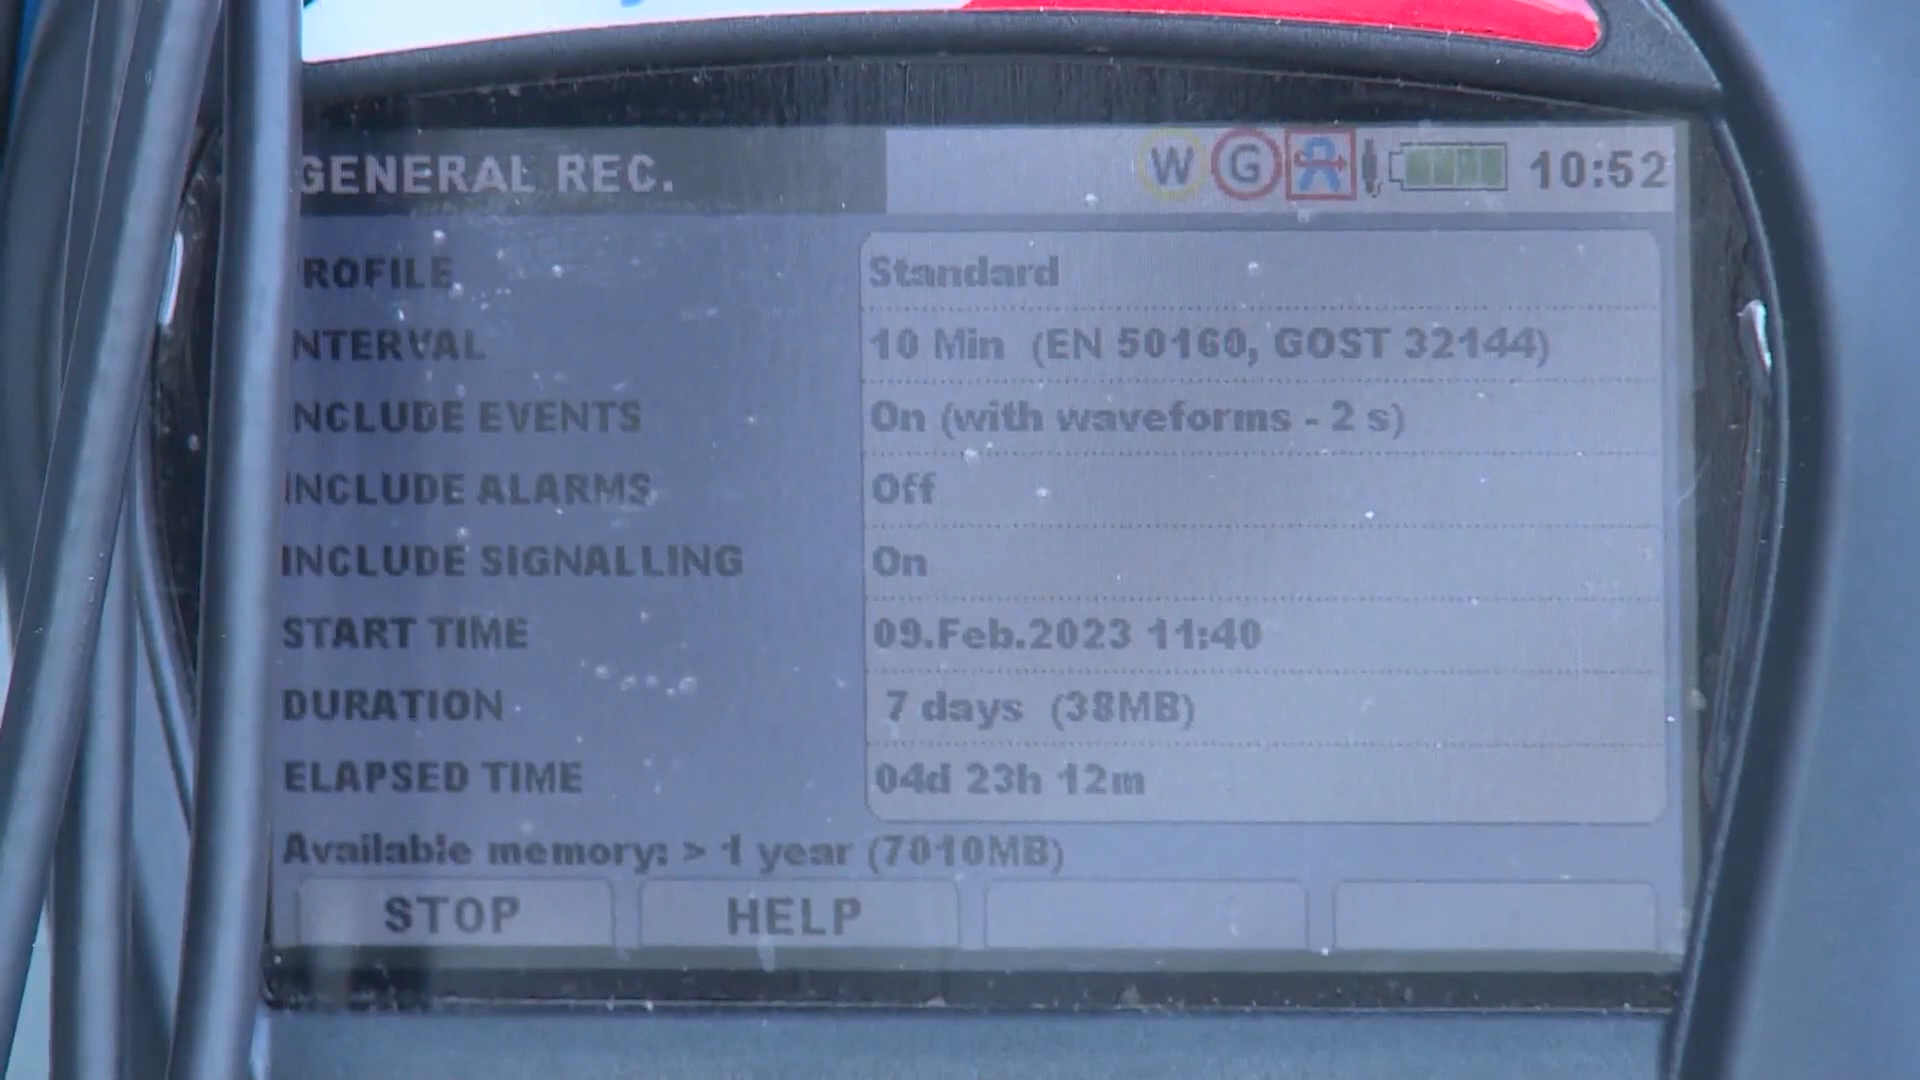 GENERAL REC. W G 10:52
ROFILE Standard
NTERVAL 10 Min (EN 50160, GOST 32144)
INCLUDE EVENTS On (with waveforms - 2 s)
INCLUDE ALARMS Off
INCLUDE SIGNALLING On
START TIME 09.Feb.2023 11:40
DURATION 7 days (38MB)
ELAPSED TIME 04d 23h 12m
Available memory: > 1 year (7010MB)
STOP HELP